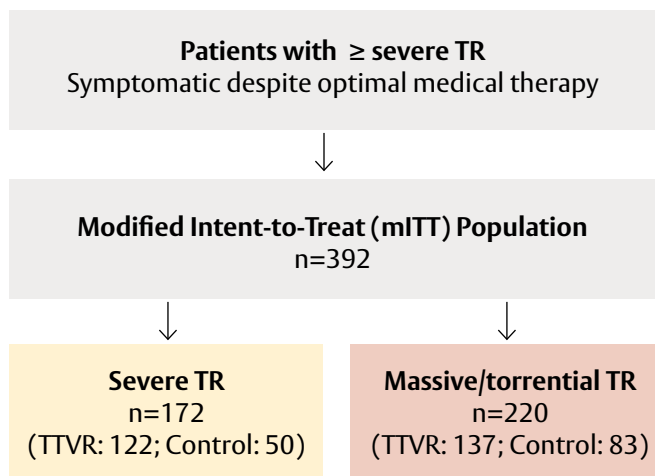 Patients with ≥ severe TR
Symptomatic despite optimal medical therapy
Modified Intent-to-Treat (mITT) Population
n=392
Severe TR
n=172
(TTVR: 122; Control: 50)
Massive/torrential TR
n=220
(TTVR: 137; Control: 83)